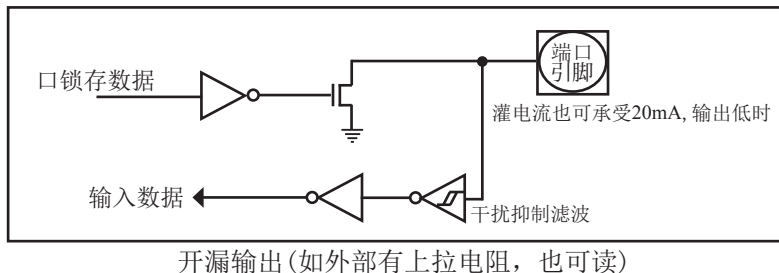 端口
引脚
口锁存数据
灌电流也可承受20mA, 输出低时
输入数据
干扰抑制滤波
开漏输出(如外部有上拉电阻，也可读)